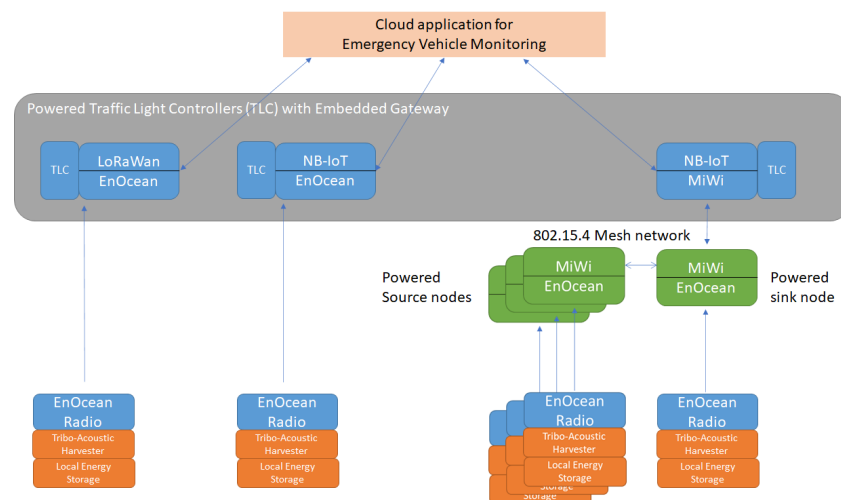 Cloud application for
Emergency Vehicle Monitoring
Powered Traffic Light Controllers (TLC) with Embedded Gateway
TLC
LoRaWan
EnOcean
TLC
NB-IoT
EnOcean
NB-IoT
MiWi
TLC
802.15.4 Mesh network
Powered
Source nodes
MiWi
EnOcean
MiWi
EnOcean
Powered
sink node
EnOcean
Radio
Tribo-Acoustic
Harvester
Local Energy
Storage
EnOcean
Radio
Tribo-Acoustic
Harvester
Local Energy
Storage
EnOcean
Radio
Tribo-Acoustic
Harvester
Local Energy
Storage
Storage
Storage
EnOcean
Radio
Tribo-Acoustic
Harvester
Local Energy
Storage